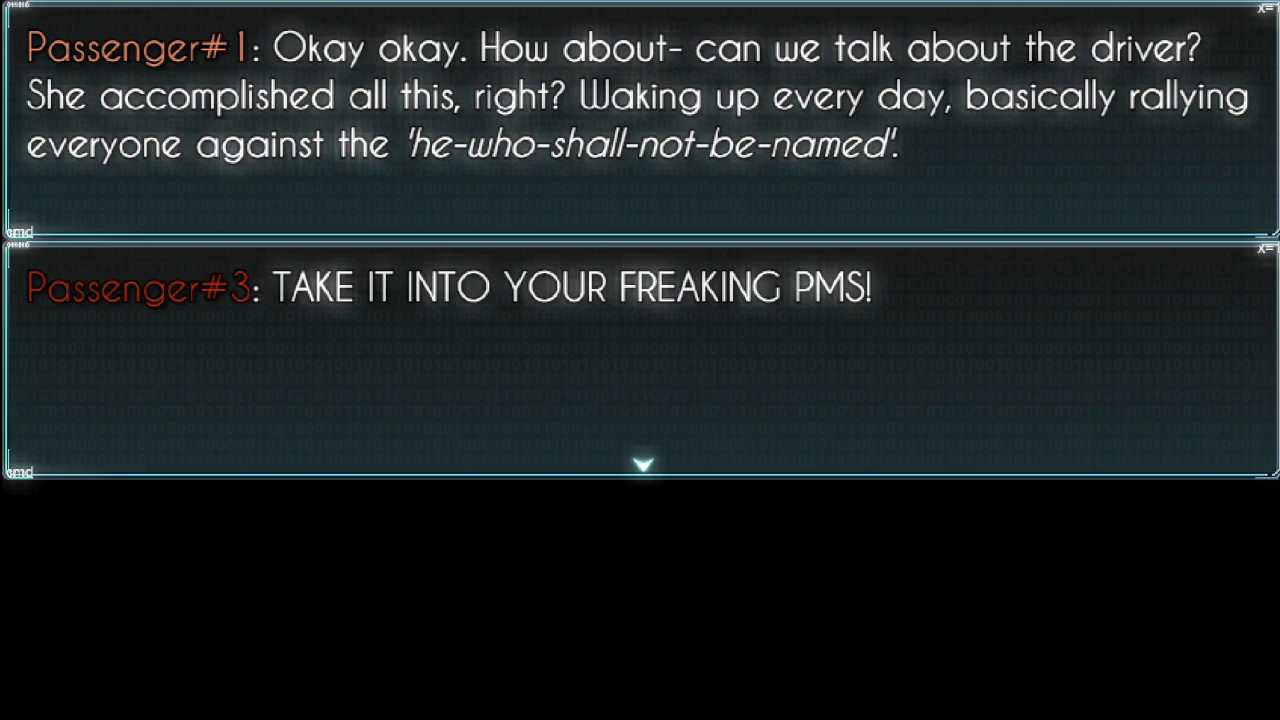 x=
Passenger#1: Okay okay. How about- can we talk about the driver?
She accomplished all this, right? Waking up every day, basically rallying
everyone against the 'he-who-shall-not-be-named'.
cmd
x=
Passenger#3: TAKE IT INTO YOUR FREAKING PMS!
cmd